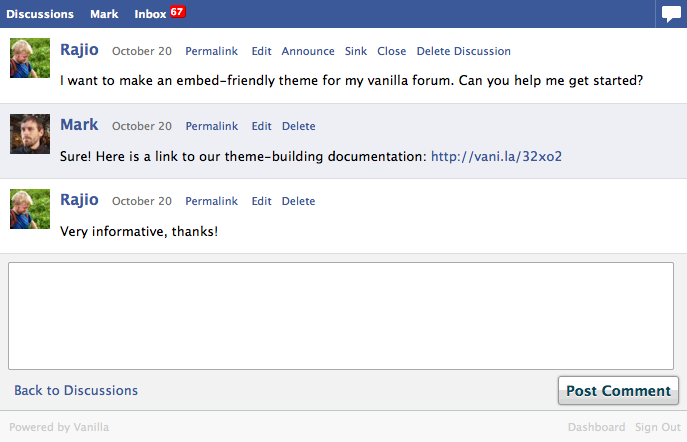 Discussions Mark Inbox 67
Rajio October 20 Permalink Edit Announce Sink Close Delete Discussion
I want to make an embed-friendly theme for my vanilla forum. Can you help me get started?
Mark October 20 Permalink Edit Delete
Sure! Here is a link to our theme-building documentation: http://vani.la/32xo2
Rajio October 20 Permalink Edit Delete
Very informative, thanks!
Back to Discussions Post Comment
Powered by Vanilla Dashboard Sign Out